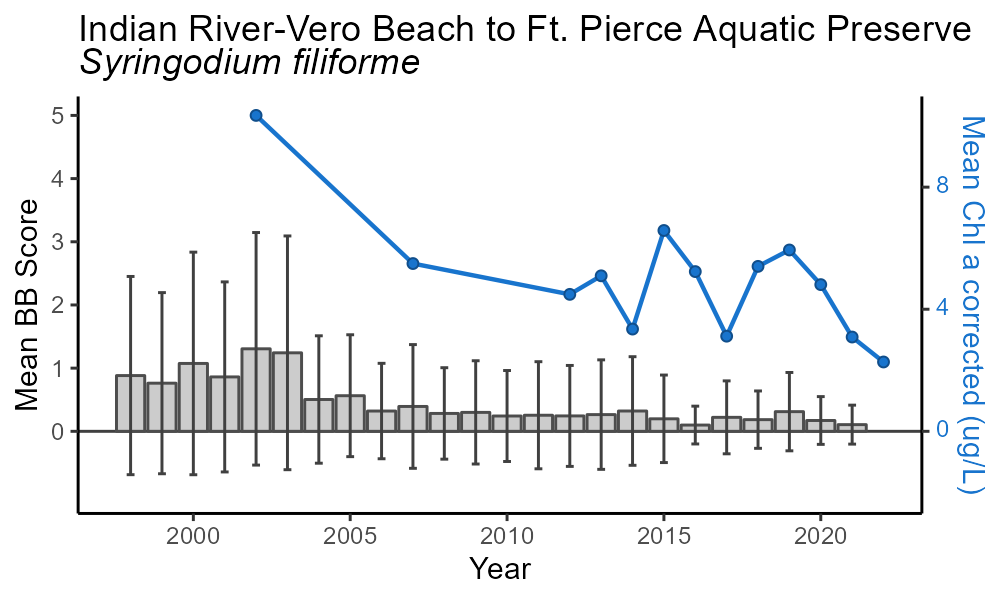 Indian River-Vero Beach to Ft. Pierce Aquatic Preserve
Syringodium filiforme
Mean BB Score
5
4
3
2
1
0
8
4
0
Mean Chl a corrected (ug/L)
2000 2005 2010 2015 2020
Year